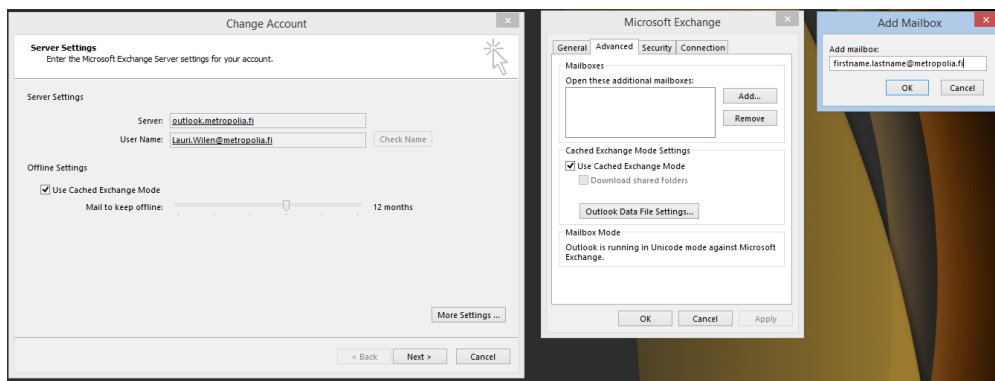 Change Account
Server Settings
Enter the Microsoft Exchange Server settings for your account.
Server Settings
Server: outlook.metropolia.fi
User Name: Lauri.Wilen@metropolia.fi Check Name
Offline Settings
Use Cached Exchange Mode
Mail to keep offline: 12 months
More Settings ...
< Back Next > Cancel
Microsoft Exchange
General Advanced Security Connection
Mailboxes
Open these additional mailboxes:
Add...
Remove
Cached Exchange Mode Settings
Use Cached Exchange Mode
Download shared folders
Outlook Data File Settings...
Mailbox Mode
Outlook is running in Unicode mode against Microsoft
Exchange.
OK Cancel Apply
Add Mailbox
Add mailbox:
firstname.lastname@metropolia.fi
OK Cancel